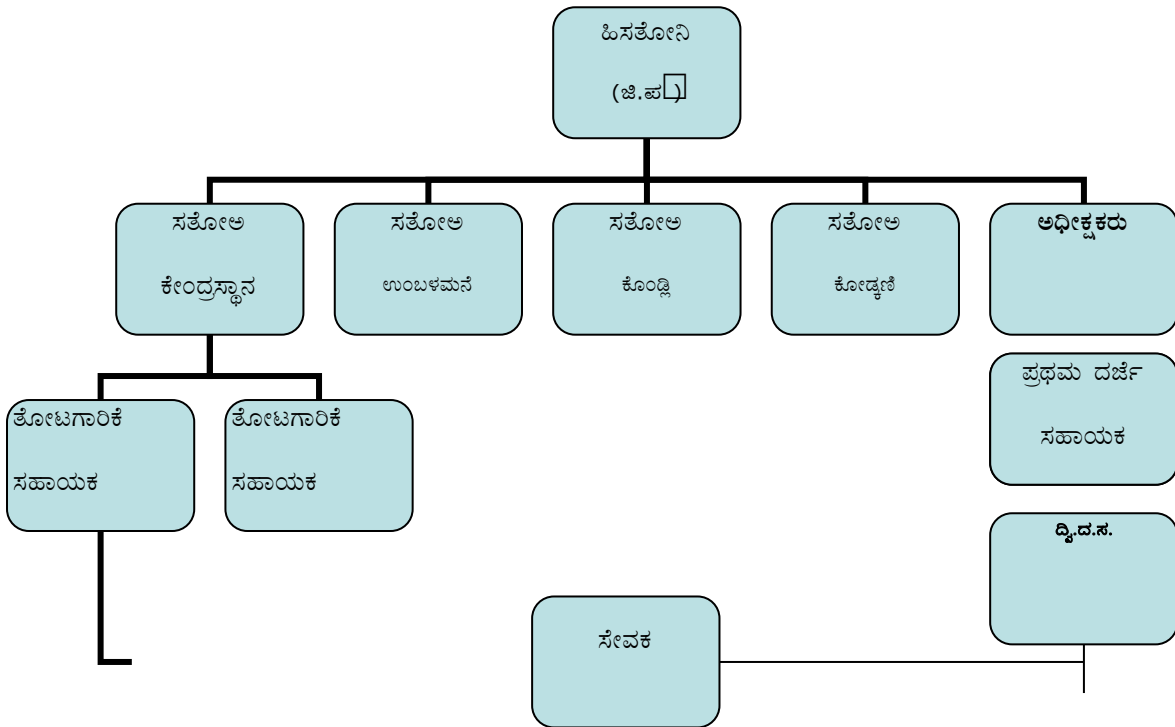 ಹಿಸತೋನಿ
(ಜಿ.ಪ)
ಸತೋಅ
ಕೇಂದ್ರಸ್ಥಾನ
ಸತೋಅ
ಉಂಬಳಮನೆ
ಸತೋಅ
ಕೊಂಡ್ಲಿ
ಸತೋಅ
ಕೋಡ್ಕಣಿ
ಅಧೀಕ್ಷಕರು
ಪ್ರಥಮ ದರ್ಜೆ
ಸಹಾಯಕ
ತೋಟಗಾರಿಕೆ
ಸಹಾಯಕ
ತೋಟಗಾರಿಕೆ
ಸಹಾಯಕ
ದ್ವಿ.ದ.ಸ.
ಸೇವಕ